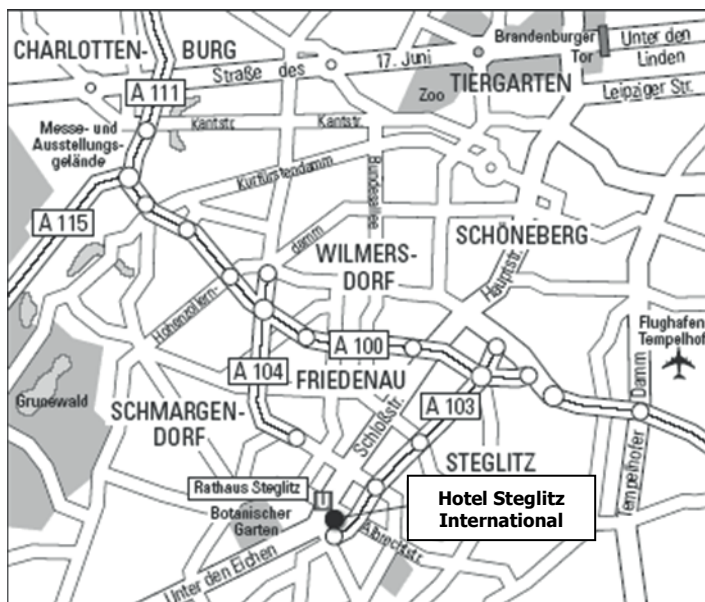 CHARLOTTEN-
BURG
Brandenburger
Tor
Unter den
Linden
Straße des
17. Juni
TIERGARTEN
Leipziger Str.
A 111
Zoo
Messe- und
Ausstellungs-
gelände
Kantstr.
Kantstr.
Kurfürstendamm
Bundesallee
A 115
damm
WILMERS-
DORF
SCHÖNEBERG
Hauptstr.
Hohenzollern-
A 100
Flughafen
Tempelhof
A 104
FRIEDENAU
Grunewald
SCHMARGEN-
DORF
A 103
Schloßstr.
Damm
Tempelhofer
STEGLITZ
Rathaus Steglitz
Hotel Steglitz
International
Botanischer
Garten
Albrechtstr.
Unter den Eichen